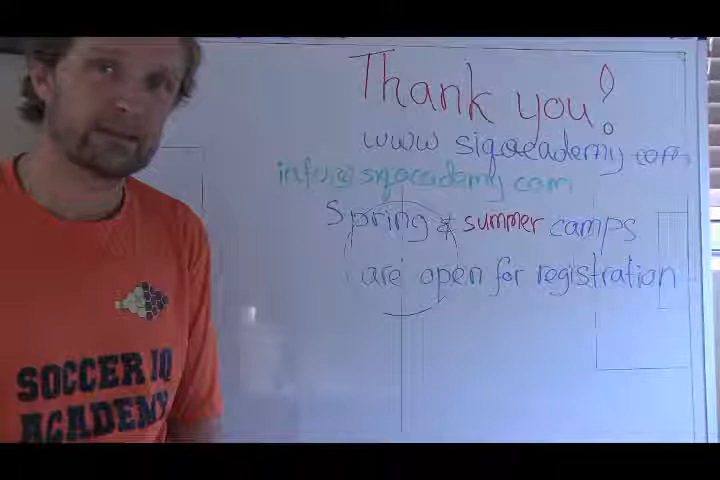 Thank you!
www siqacademy com
info@siqacademy com
Spring & summer camps
are open for registration
SOCCER IQ
ACADEMY